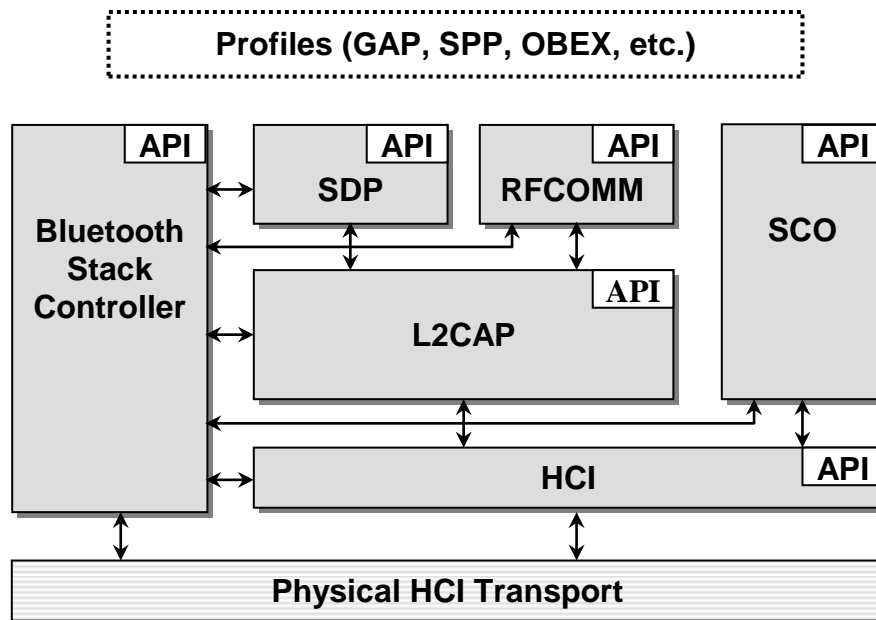 Profiles (GAP, SPP, OBEX, etc.)
API
Bluetooth
Stack
Controller
API
SDP
API
RFCOMM
API
SCO
API
L2CAP
API
HCI
Physical HCI Transport